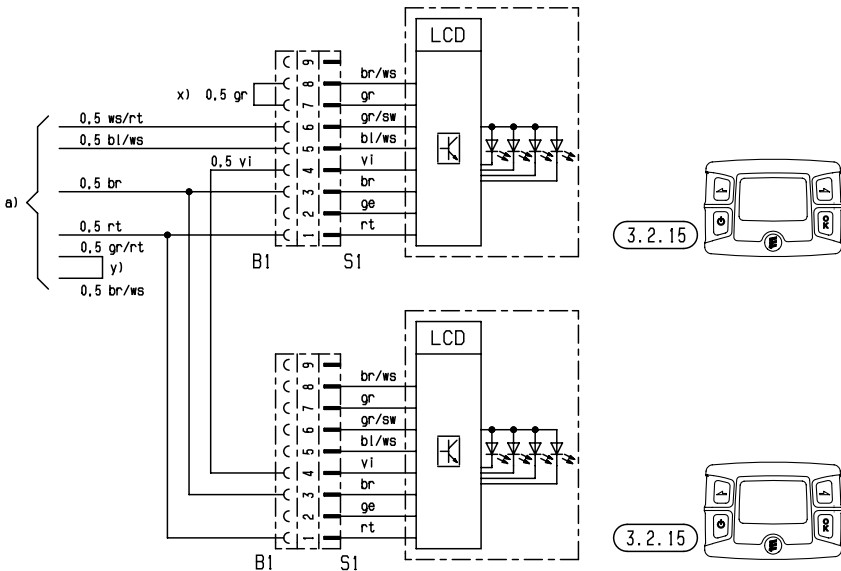 LCD
9
8
7
6
5
4
3
2
1
br/ws
gr
gr/sw
bl/ws
vi
br
ge
rt
x) 0,5 gr
0,5 ws/rt
0,5 bl/ws
0,5 vi
0,5 br
a)
0,5 rt
0,5 gr/rt
y)
0,5 br/ws
B1
S1
3.2.15
OK
LCD
9
8
7
6
5
4
3
2
1
br/ws
gr
gr/sw
bl/ws
vi
br
ge
rt
B1
S1
3.2.15
OK